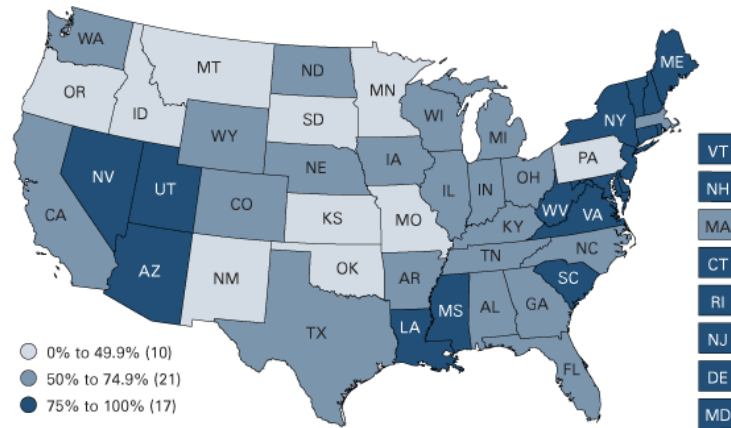 WA
MT
ND
MN
ME
OR
ID
SD
WI
MI
NY
WY
IA
PA
NE
NV
UT
CO
IL
IN
OH
WV
VA
CA
KS
MO
KY
NC
TN
AZ
NM
OK
AR
SC
MS
AL
GA
TX
LA
FL
VT
NH
MA
CT
RI
NJ
DE
MD
0% to 49.9% (10)
50% to 74.9% (21)
75% to 100% (17)